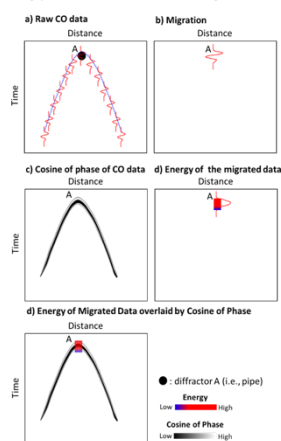 a) Raw CO data
Distance
A
Time
b) Migration
Distance
A
c) Cosine of phase of CO data
Distance
A
Time
d) Energy of the migrated data
Distance
A
d) Energy of Migrated Data overlaid by Cosine of Phase
Distance
A
Time
: diffractor A (i.e., pipe)
Energy
Low High
Cosine of Phase
Low High